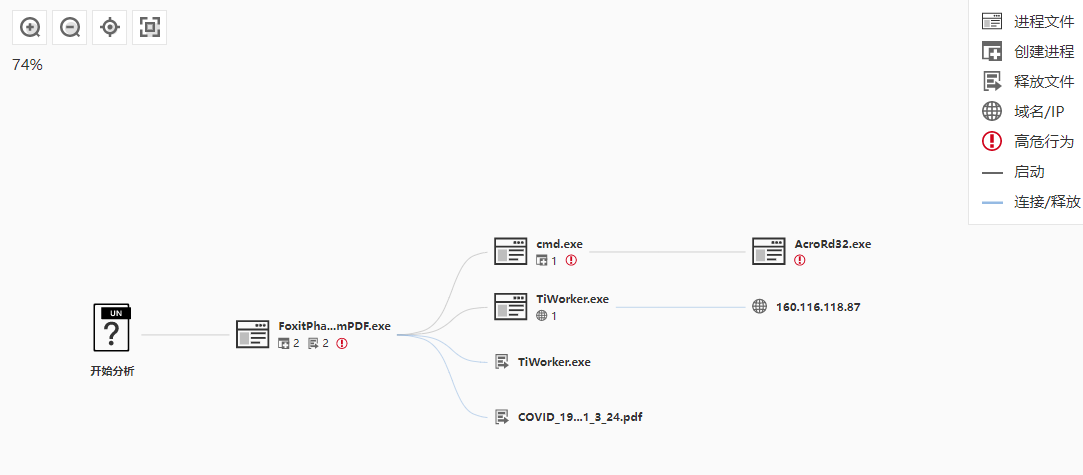 74%
进程文件
创建进程
释放文件
域名/IP
高危行为
启动
连接/释放
UN
?
开始分析
FoxitPha...mPDF.exe
2 2
cmd.exe
1
AcroRd32.exe
TiWorker.exe
1
160.116.118.87
TiWorker.exe
COVID_19...1_3_24.pdf